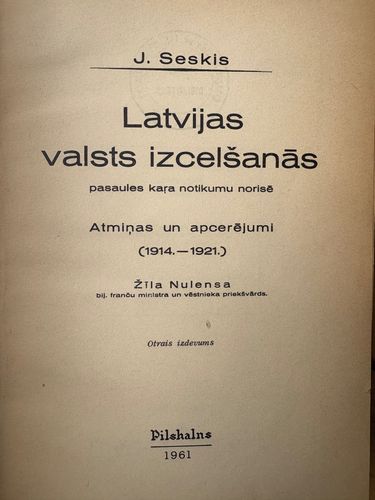 J. Seskis
Latvijas
valsts izcelšanās
pasaules kaŗa notikumu norisē
Atmiņas un apcerējumi
(1914.—1921.)
Žīla Nulensa
bij. franču ministra un vēstnieka priekšvārds.
Otrais izdevums
Pilskalns
1961